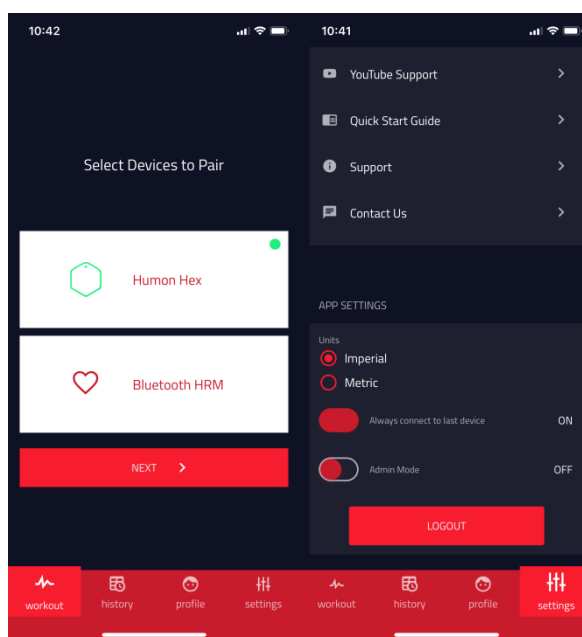 10:42
Select Devices to Pair
Humon Hex
Bluetooth HRM
NEXT
workout
history
profile
settings
10:41
YouTube Support
Quick Start Guide
Support
Contact Us
APP SETTINGS
Units
Imperial
Metric
Always connect to last device ON
Admin Mode OFF
LOGOUT
workout
history
profile
settings